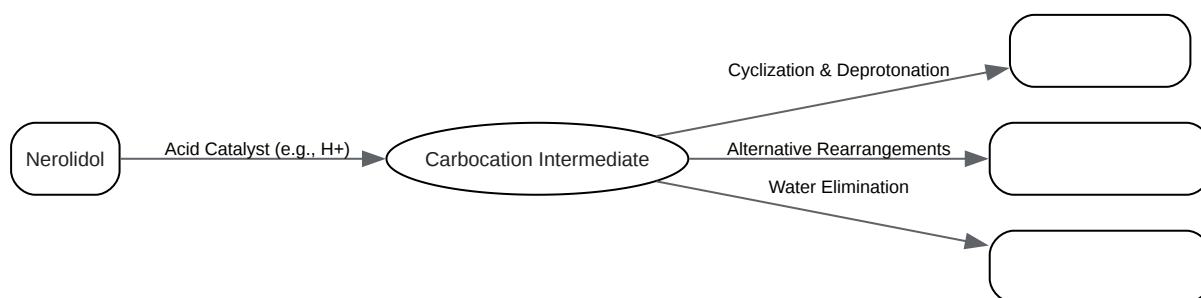 Nerolidol
Acid Catalyst (e.g., H+)
Carbocation Intermediate
Cyclization & Deprotonation
Alternative Rearrangements
Water Elimination